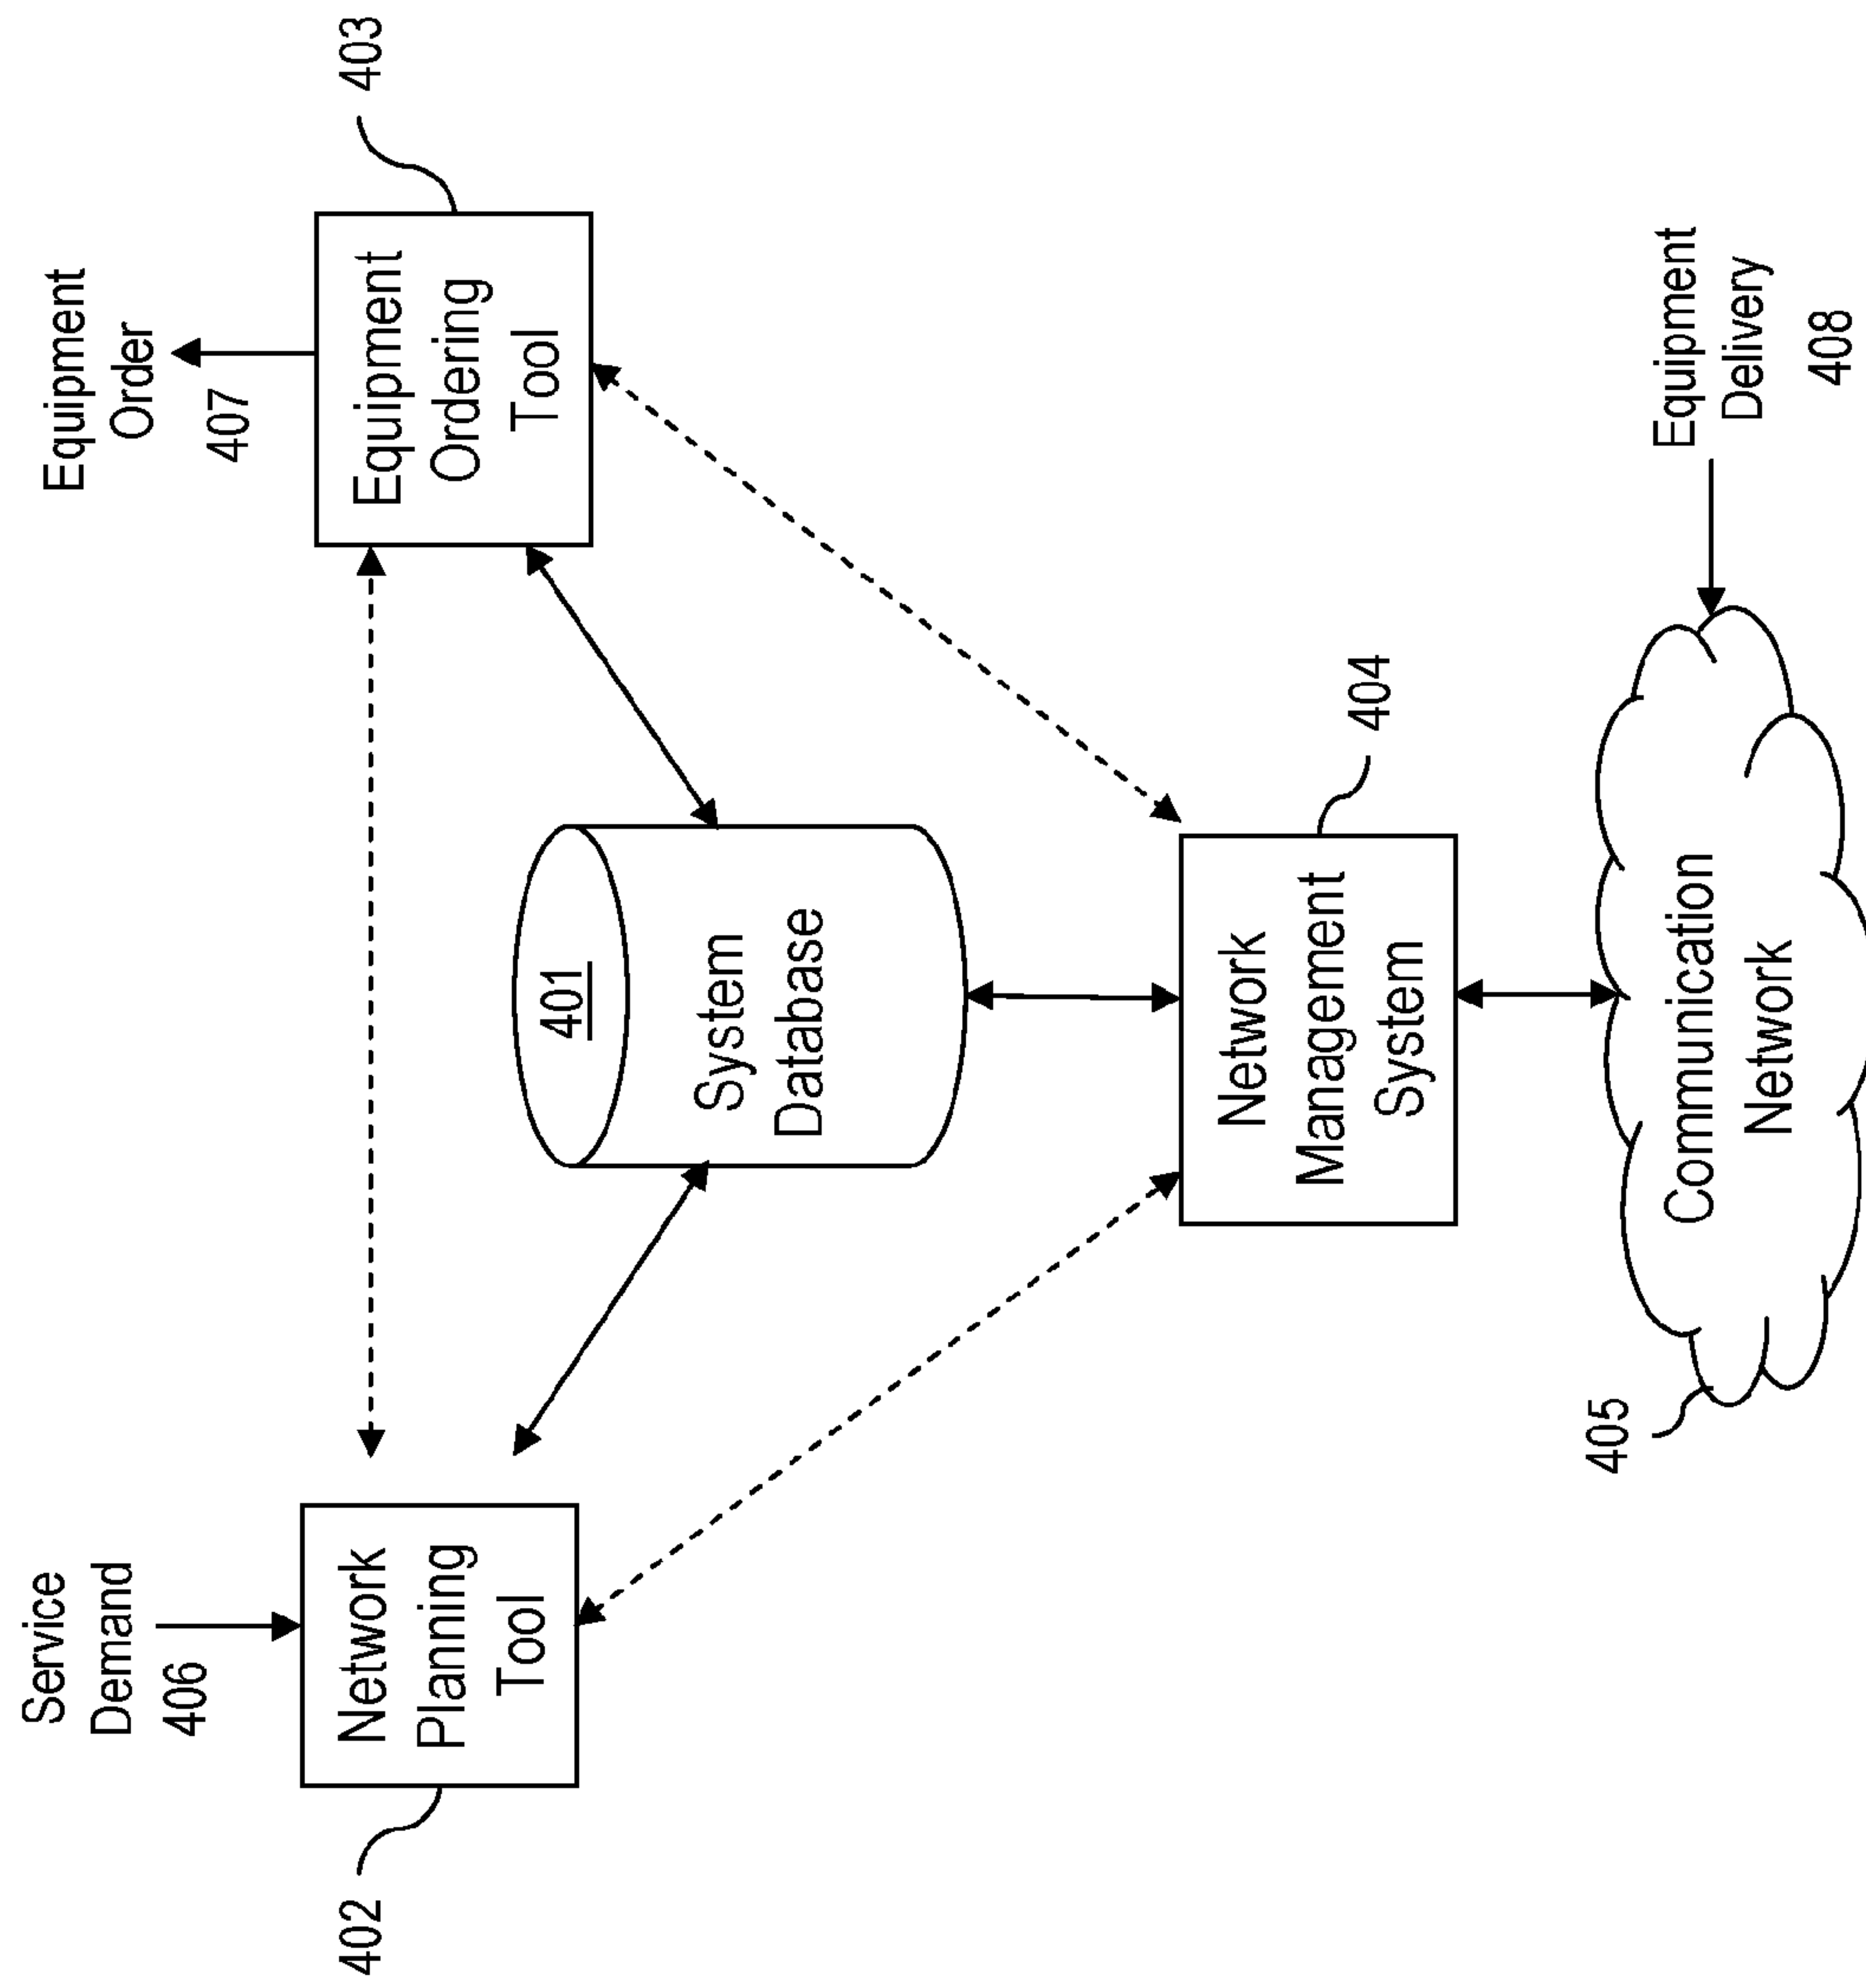 Service
Demand
406
Equipment
Order
407
402
Network
Planning
Tool
Equipment
Ordering
Tool
403
401
System
Database
Network
Management
System
404
405
Communication
Network
Equipment
Delivery
408